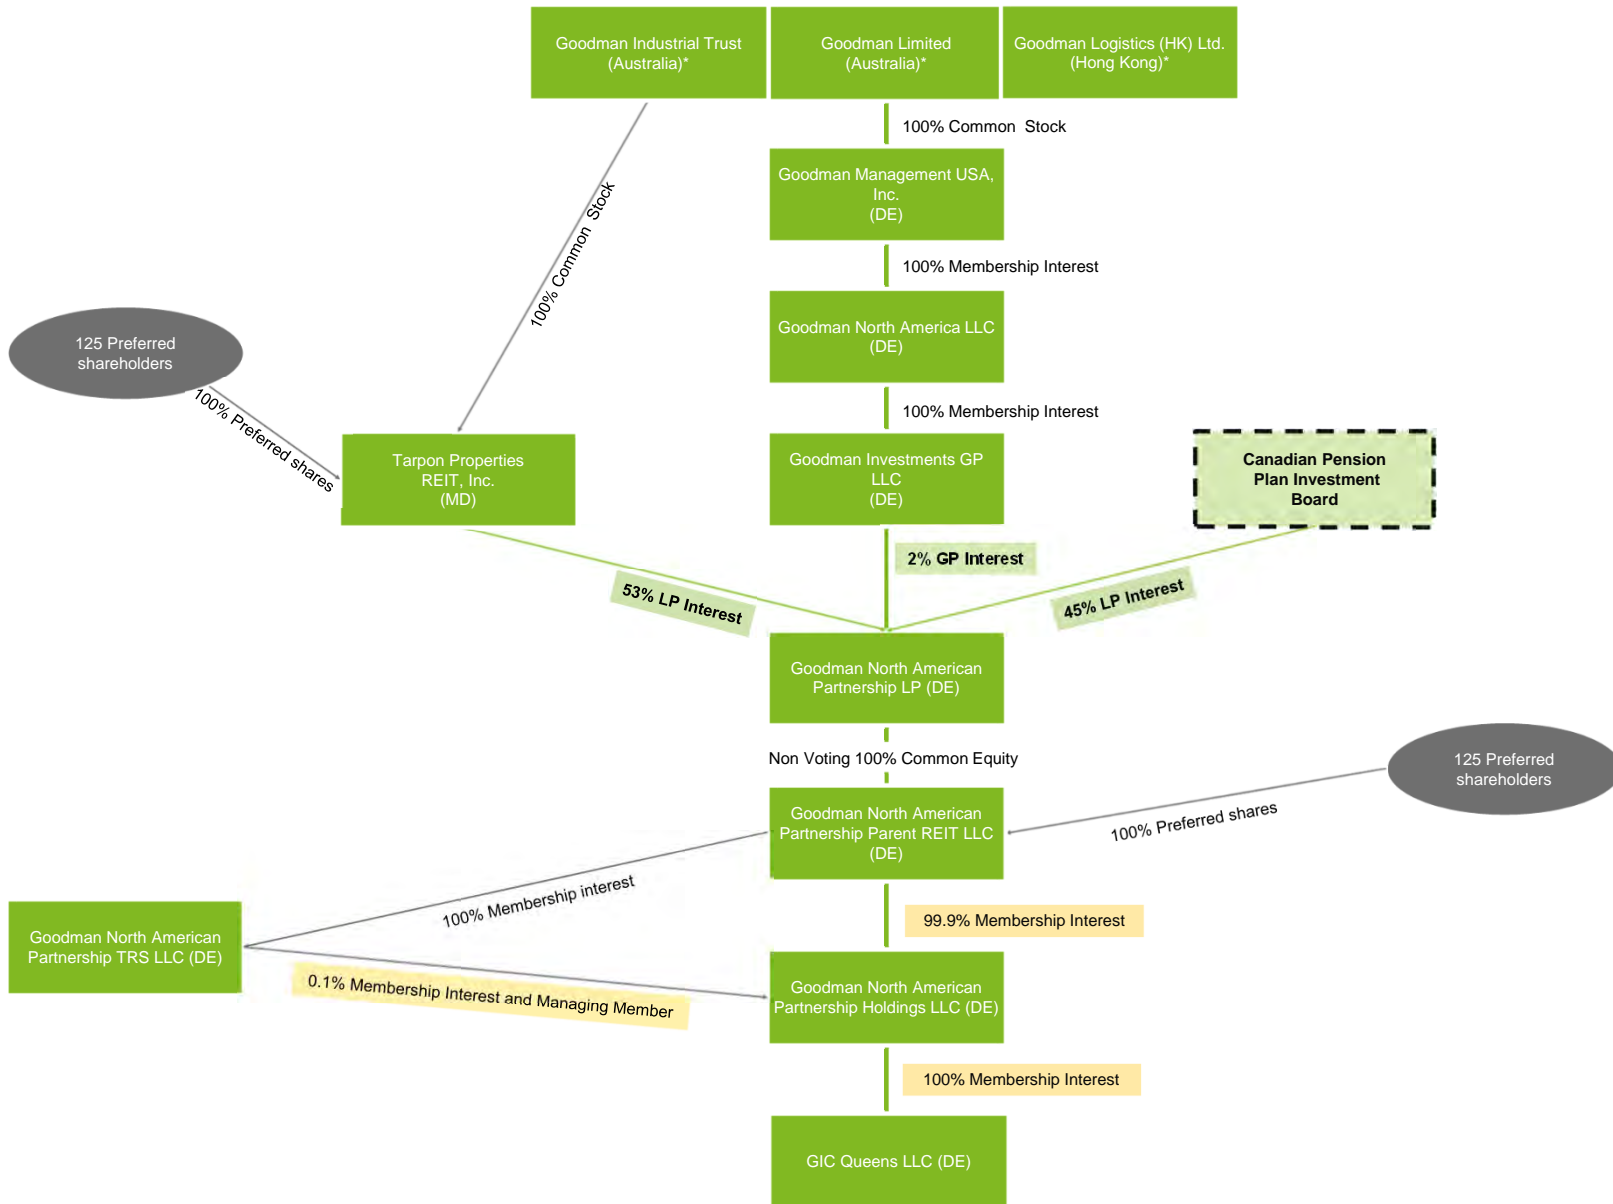 Goodman Industrial Trust
(Australia)*
Goodman Limited
(Australia)*
Goodman Logistics (HK) Ltd.
(Hong Kong)*
100% Common Stock
Goodman Management USA,
Inc.
(DE)
100% Common Stock
100% Membership Interest
Goodman North America LLC
(DE)
125 Preferred
shareholders
100% Preferred shares
100% Membership Interest
Tarpon Properties
REIT, Inc.
(MD)
Goodman Investments GP
LLC
(DE)
Canadian Pension
Plan Investment
Board
2% GP Interest
53% LP Interest
45% LP Interest
Goodman North American
Partnership LP (DE)
Non Voting 100% Common Equity
125 Preferred
shareholders
Goodman North American
Partnership Parent REIT LLC
(DE)
100% Preferred shares
100% Membership interest
99.9% Membership Interest
Goodman North American
Partnership TRS LLC (DE)
0.1% Membership Interest and Managing Member
Goodman North American
Partnership Holdings LLC (DE)
100% Membership Interest
GIC Queens LLC (DE)